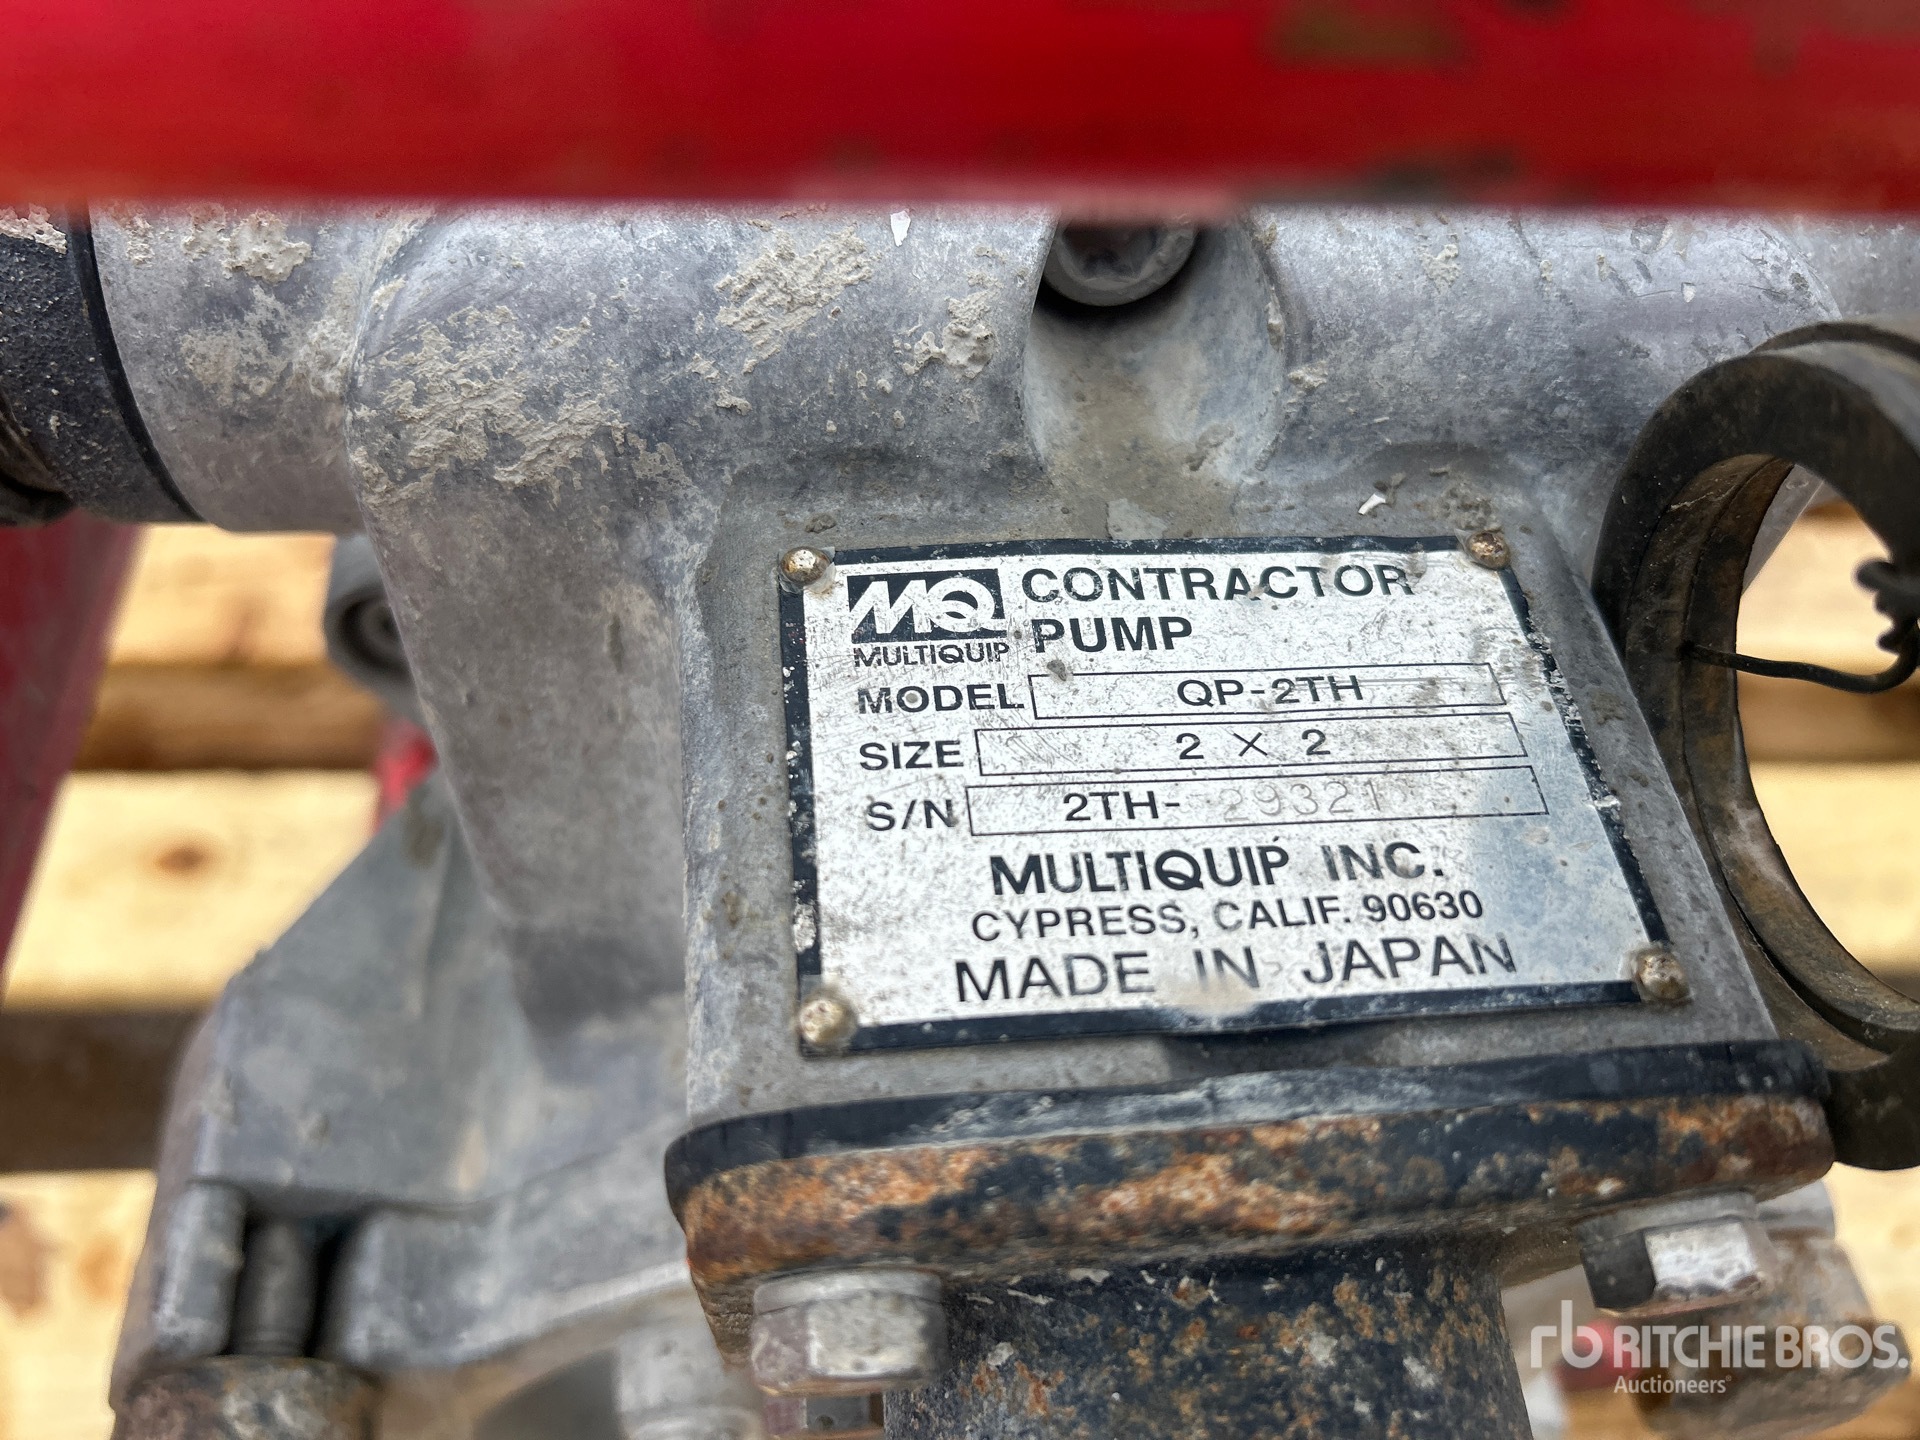 MQ CONTRACTOR
MULTIQUIP PUMP
MODEL QP-2TH
SIZE 2 X 2
S/N 2TH- 29321
MULTIQUIP INC.
CYPRESS, CALIF. 90630
MADE IN JAPAN
rb RITCHIE BROS.
Auctioneers